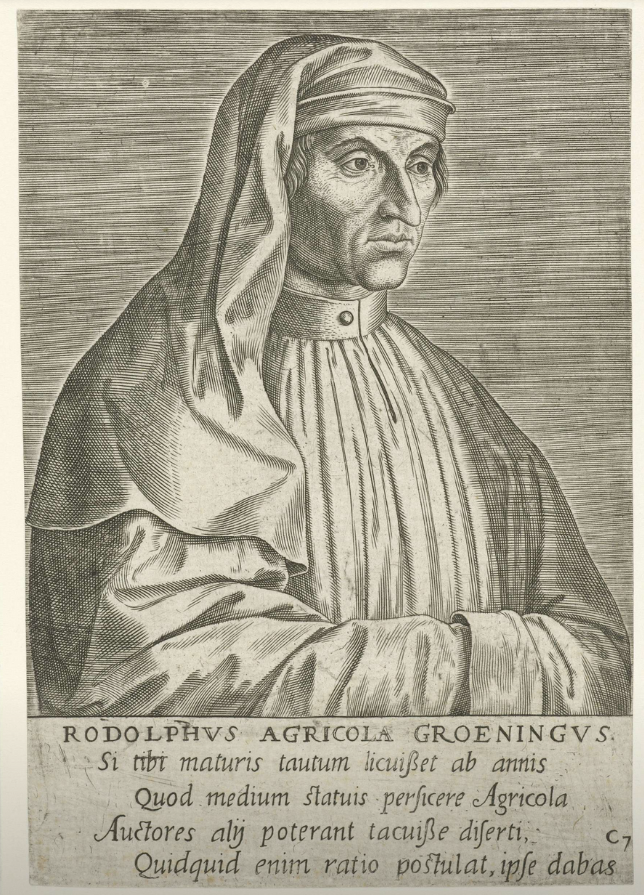 RODOLPHVS AGRICOLA GROENINGVS.
Si tibi maturis tautum licuißet ab annis
Quod medium statuis persicere Agricola
Auctores alij poterant tacuiße diserti,
C7
Quidquid enim ratio postulat, ipse dabas